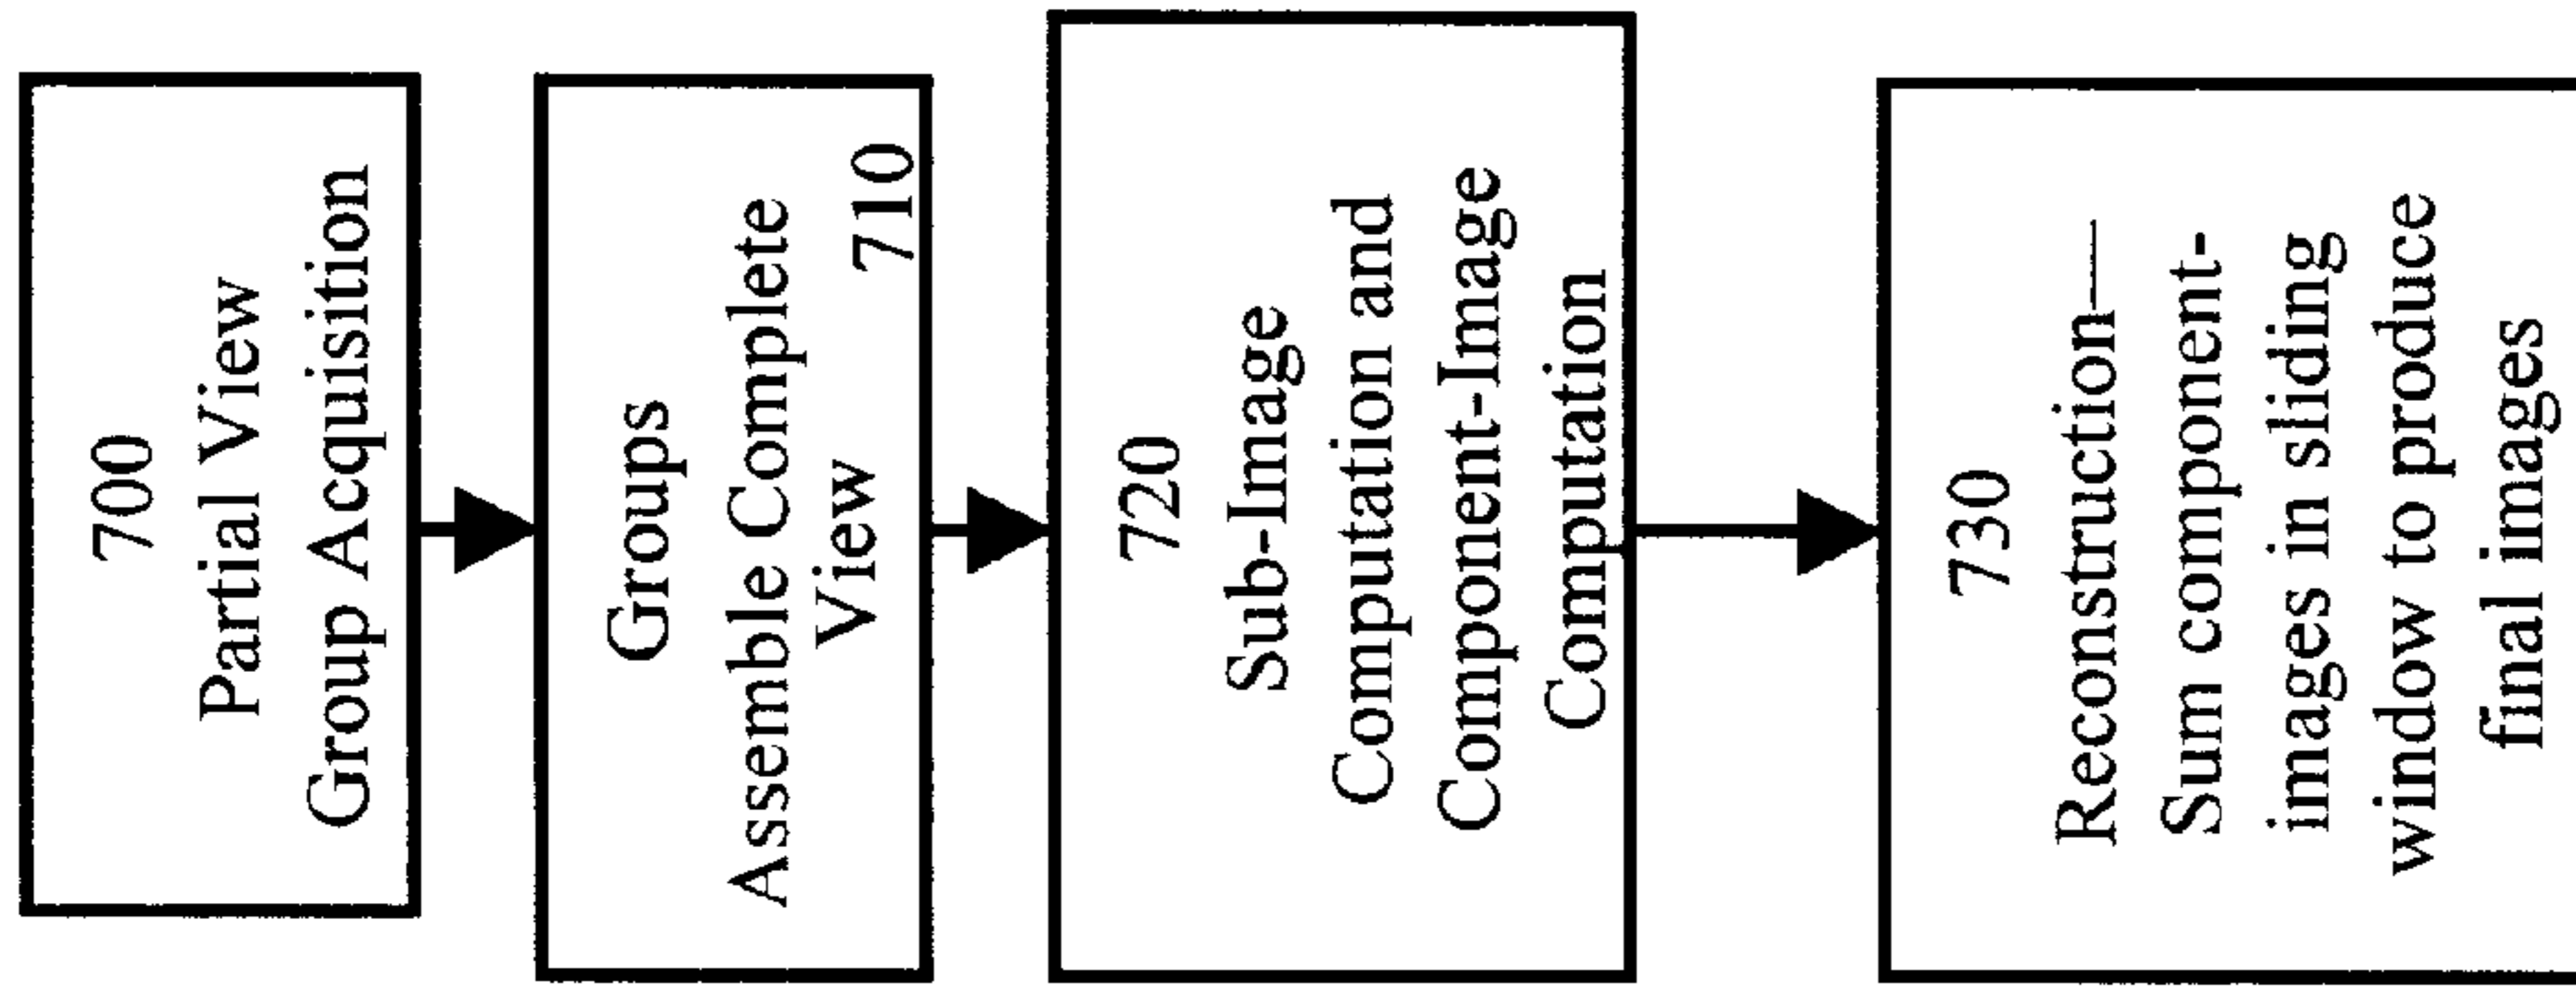 700
Partial View
Group Acquisition
Groups
Assemble Complete
View
710
720
Sub-Image
Computation and
Component-Image
Computation
730
Reconstruction—
Sum component-
images in sliding
window to produce
final images